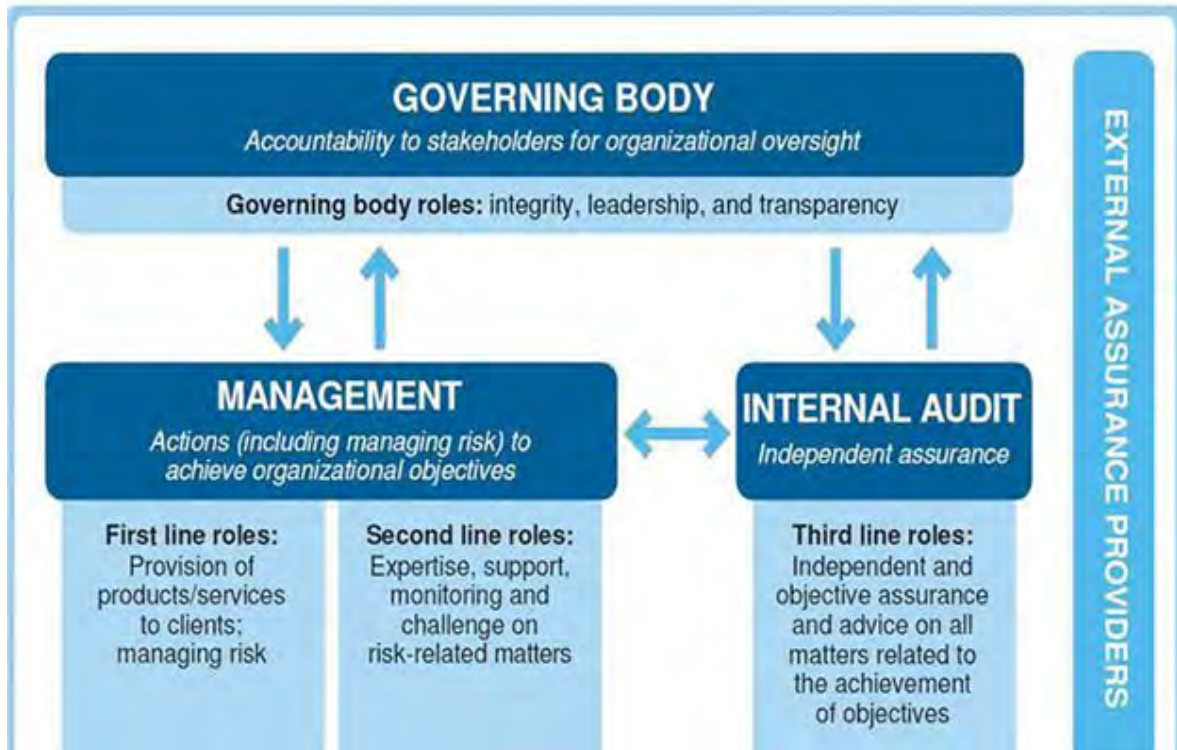 GOVERNING BODY
Accountability to stakeholders for organizational oversight
Governing body roles: integrity, leadership, and transparency
MANAGEMENT
Actions (including managing risk) to
achieve organizational objectives
INTERNAL AUDIT
Independent assurance
First line roles:
Provision of
products/services
to clients;
managing risk
Second line roles:
Expertise, support,
monitoring and
challenge on
risk-related matters
Third line roles:
Independent and
objective assurance
and advice on all
matters related to
the achievement
of objectives
EXTERNAL ASSURANCE PROVIDERS